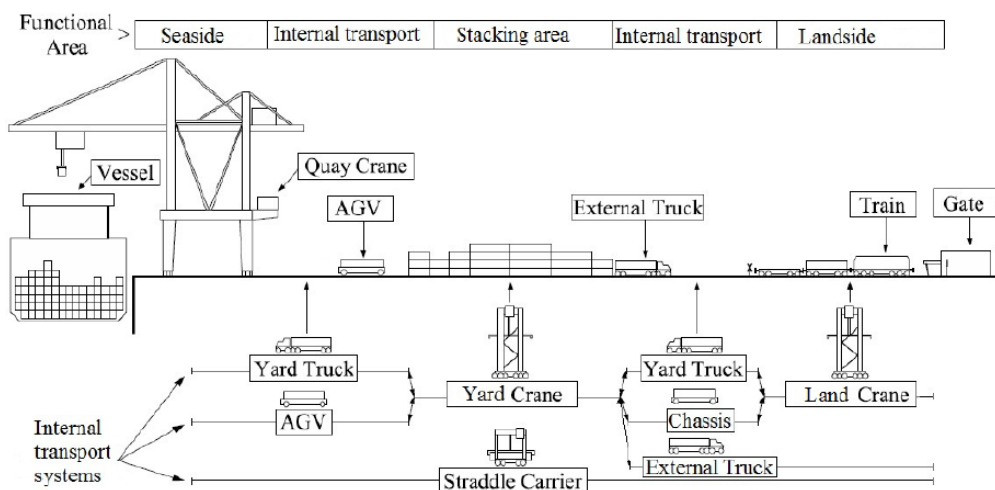 Functional
Area >
Seaside
Internal transport
Stacking area
Internal transport
Landside
Vessel
Quay Crane
AGV
External Truck
Train
Gate
Yard Truck
Yard Truck
Yard Crane
Land Crane
AGV
Chassis
Internal
transport
systems
External Truck
Straddle Carrier